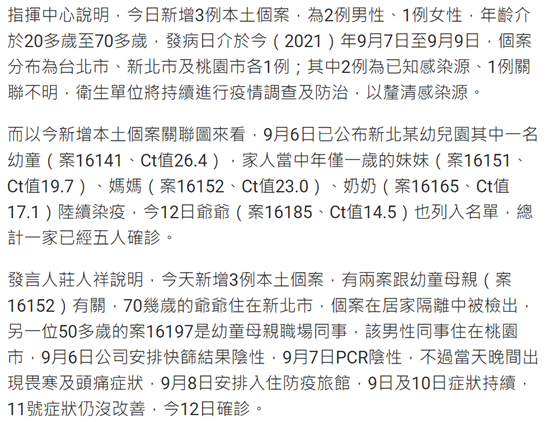 指揮中心說明，今日新增3例本土個案，為2例男性、1例女性，年齡介
於20多歲至70多歲，發病日介於今（2021）年9月7日至9月9日，個案
分布為台北市、新北市及桃園市各1例；其中2例為已知感染源、1例關
聯不明，衛生單位將持續進行疫情調查及防治，以釐清感染源。
而以今新增本土個案關聯圖來看，9月6日已公布新北某幼兒園其中一名
幼童（案16141、Ct值26.4），家人當中年僅一歲的妹妹（案16151、
Ct值19.7）、媽媽（案16152、Ct值23.0）、奶奶（案16165、Ct值
17.1）陸續染疫，今12日爺爺（案16185、Ct值14.5）也列入名單，總
計一家已經五人確診。
發言人莊人祥說明，今天新增3例本土個案，有兩案跟幼童母親（案
16152）有關，70幾歲的爺爺住在新北市，個案在居家隔離中被檢出，
另一位50多歲的案16197是幼童母親職場同事，該男性同事住在桃園
市，9月6日公司安排快篩結果陰性，9月7日PCR陰性，不過當天晚間出
現畏寒及頭痛症狀，9月8日安排入住防疫旅館，9日及10日症狀持續，
11號症狀仍沒改善，今12日確診。